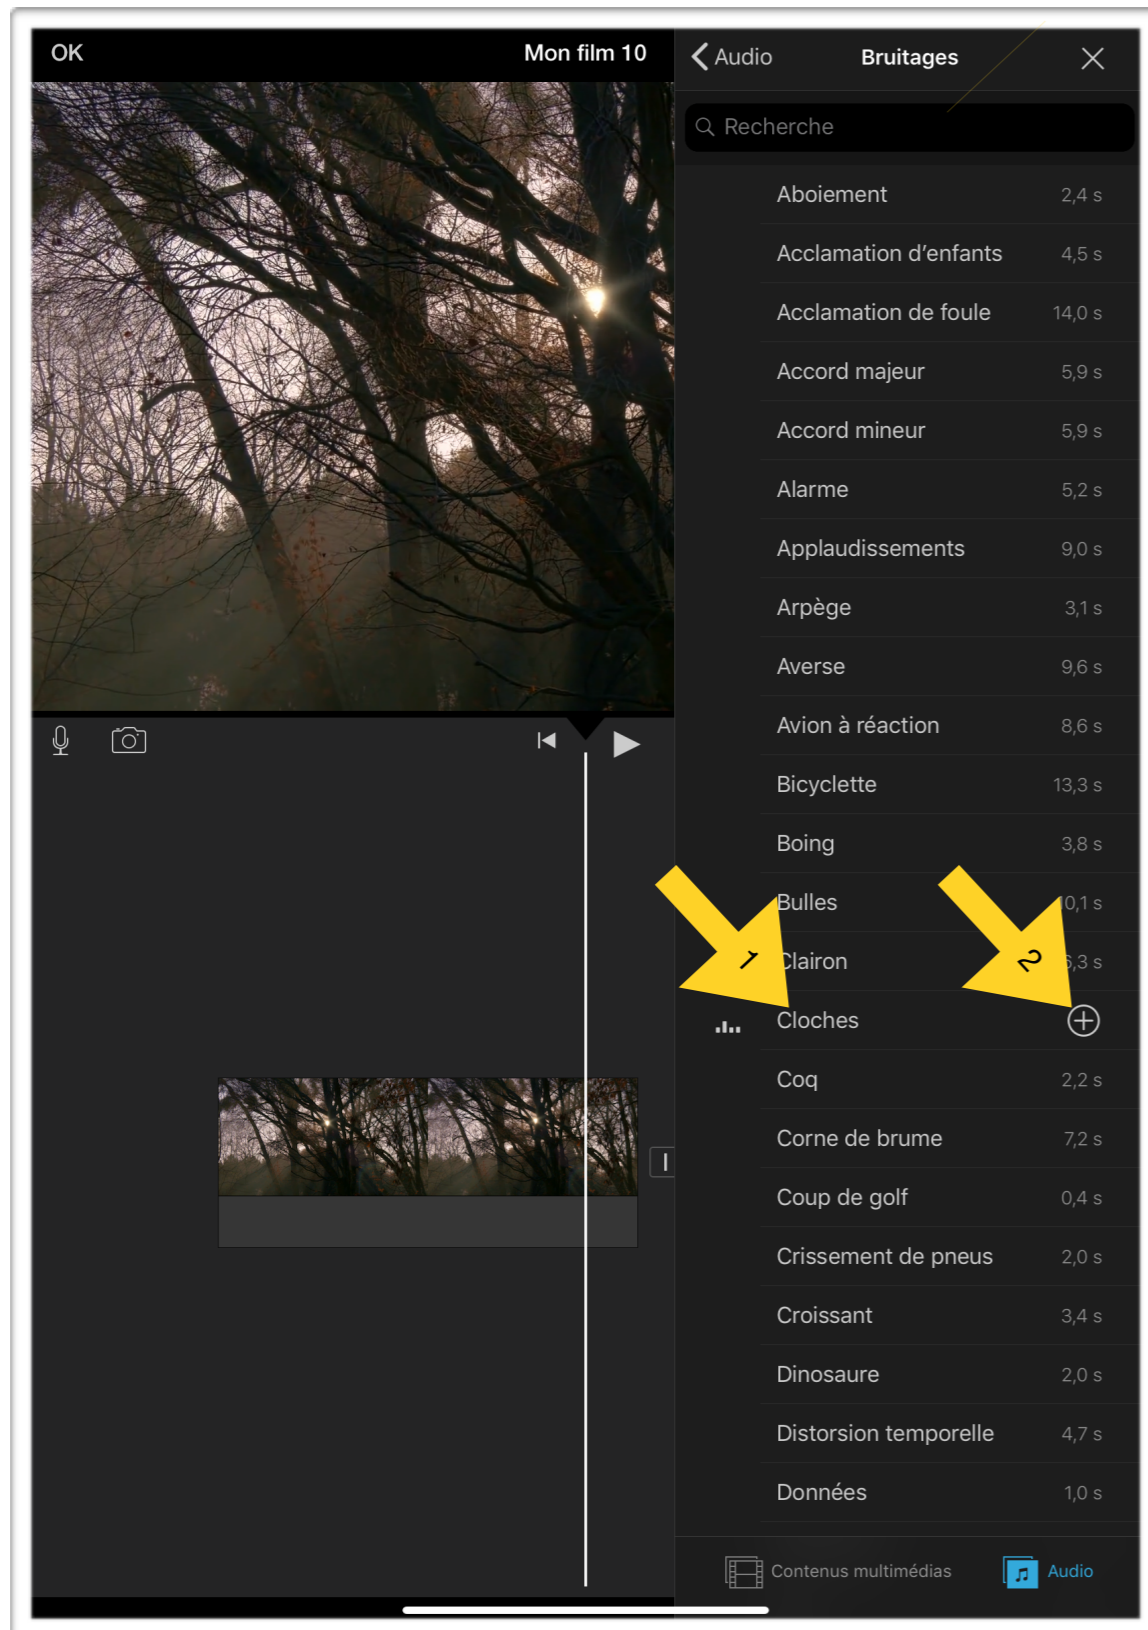 OK
Mon film 10
Audio
Bruitages
Recherche
Aboiement 2,4 s
Acclamation d'enfants 4,5 s
Acclamation de foule 14,0 s
Accord majeur 5,9 s
Accord mineur 5,9 s
Alarme 5,2 s
Applaudissements 9,0 s
Arpège 3,1 s
Averse 9,6 s
Avion à réaction 8,6 s
Bicyclette 13,3 s
Boing 3,8 s
Bulles 10,1 s
1 Clairon 2 6,3 s
Cloches
Coq 2,2 s
Corne de brume 7,2 s
Coup de golf 0,4 s
Crissement de pneus 2,0 s
Croissant 3,4 s
Dinosaure 2,0 s
Distorsion temporelle 4,7 s
Données 1,0 s
Contenus multimédias
Audio